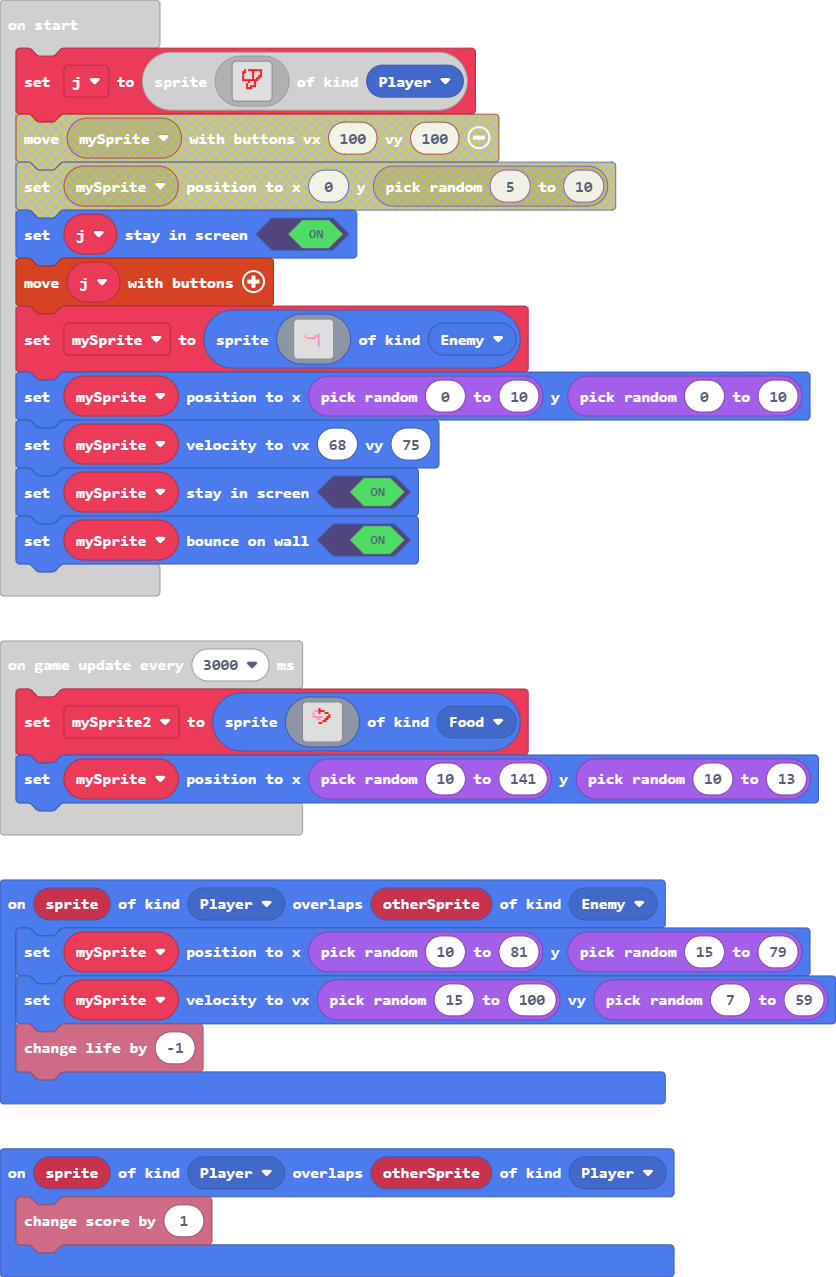 on start
set j to sprite of kind Player
move mySprite with buttons vx 100 vy 100
set mySprite position to x 0 y pick random 5 to 10
set j stay in screen ON
move j with buttons
set mySprite to sprite of kind Enemy
set mySprite position to x pick random 0 to 10 y pick random 0 to 10
set mySprite velocity to vx 68 vy 75
set mySprite stay in screen ON
set mySprite bounce on wall ON
on game update every 3000 ms
set mySprite2 to sprite of kind Food
set mySprite position to x pick random 10 to 141 y pick random 10 to 13
on sprite of kind Player overlaps otherSprite of kind Enemy
set mySprite position to x pick random 10 to 81 y pick random 15 to 79
set mySprite velocity to vx pick random 15 to 100 vy pick random 7 to 59
change life by -1
on sprite of kind Player overlaps otherSprite of kind Player
change score by 1